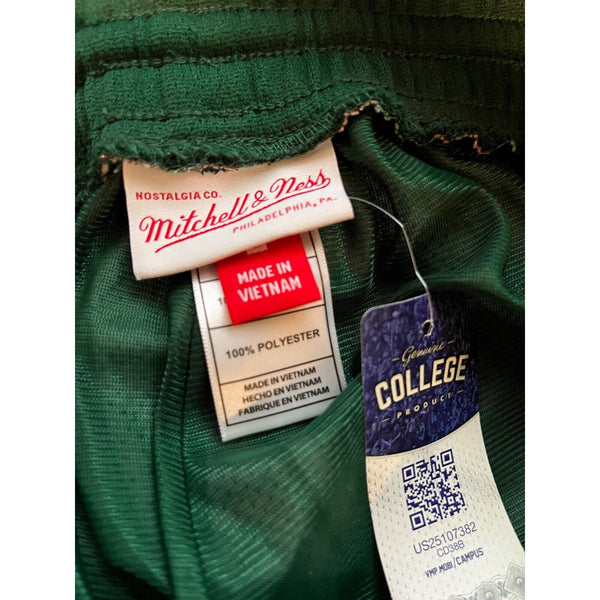 NOSTALGIA CO.
Mitchell & Ness
PHILADELPHIA, PA.
MADE IN
VIETNAM
100% POLYESTER
MADE IN VIETNAM
HECHO EN VIETNAM
FABRIQUE EN VIETNAM
Genuine
COLLEGE
PRODUCT
US25107382
CD38B
VMP.MOBI/CAMPUS